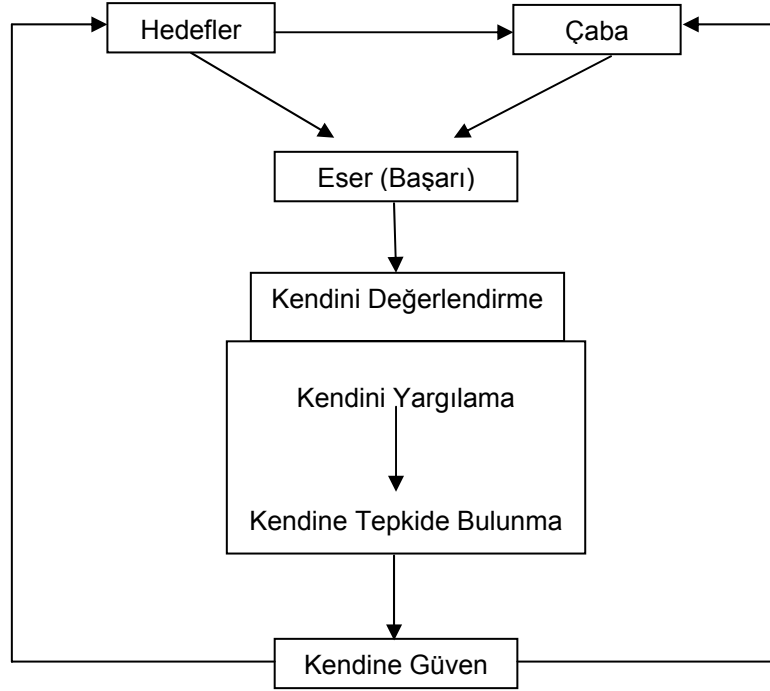 Hedefler
Çaba
Eser (Başarı)
Kendini Değerlendirme
Kendini Yargılama
Kendine Tepkide Bulunma
Kendine Güven